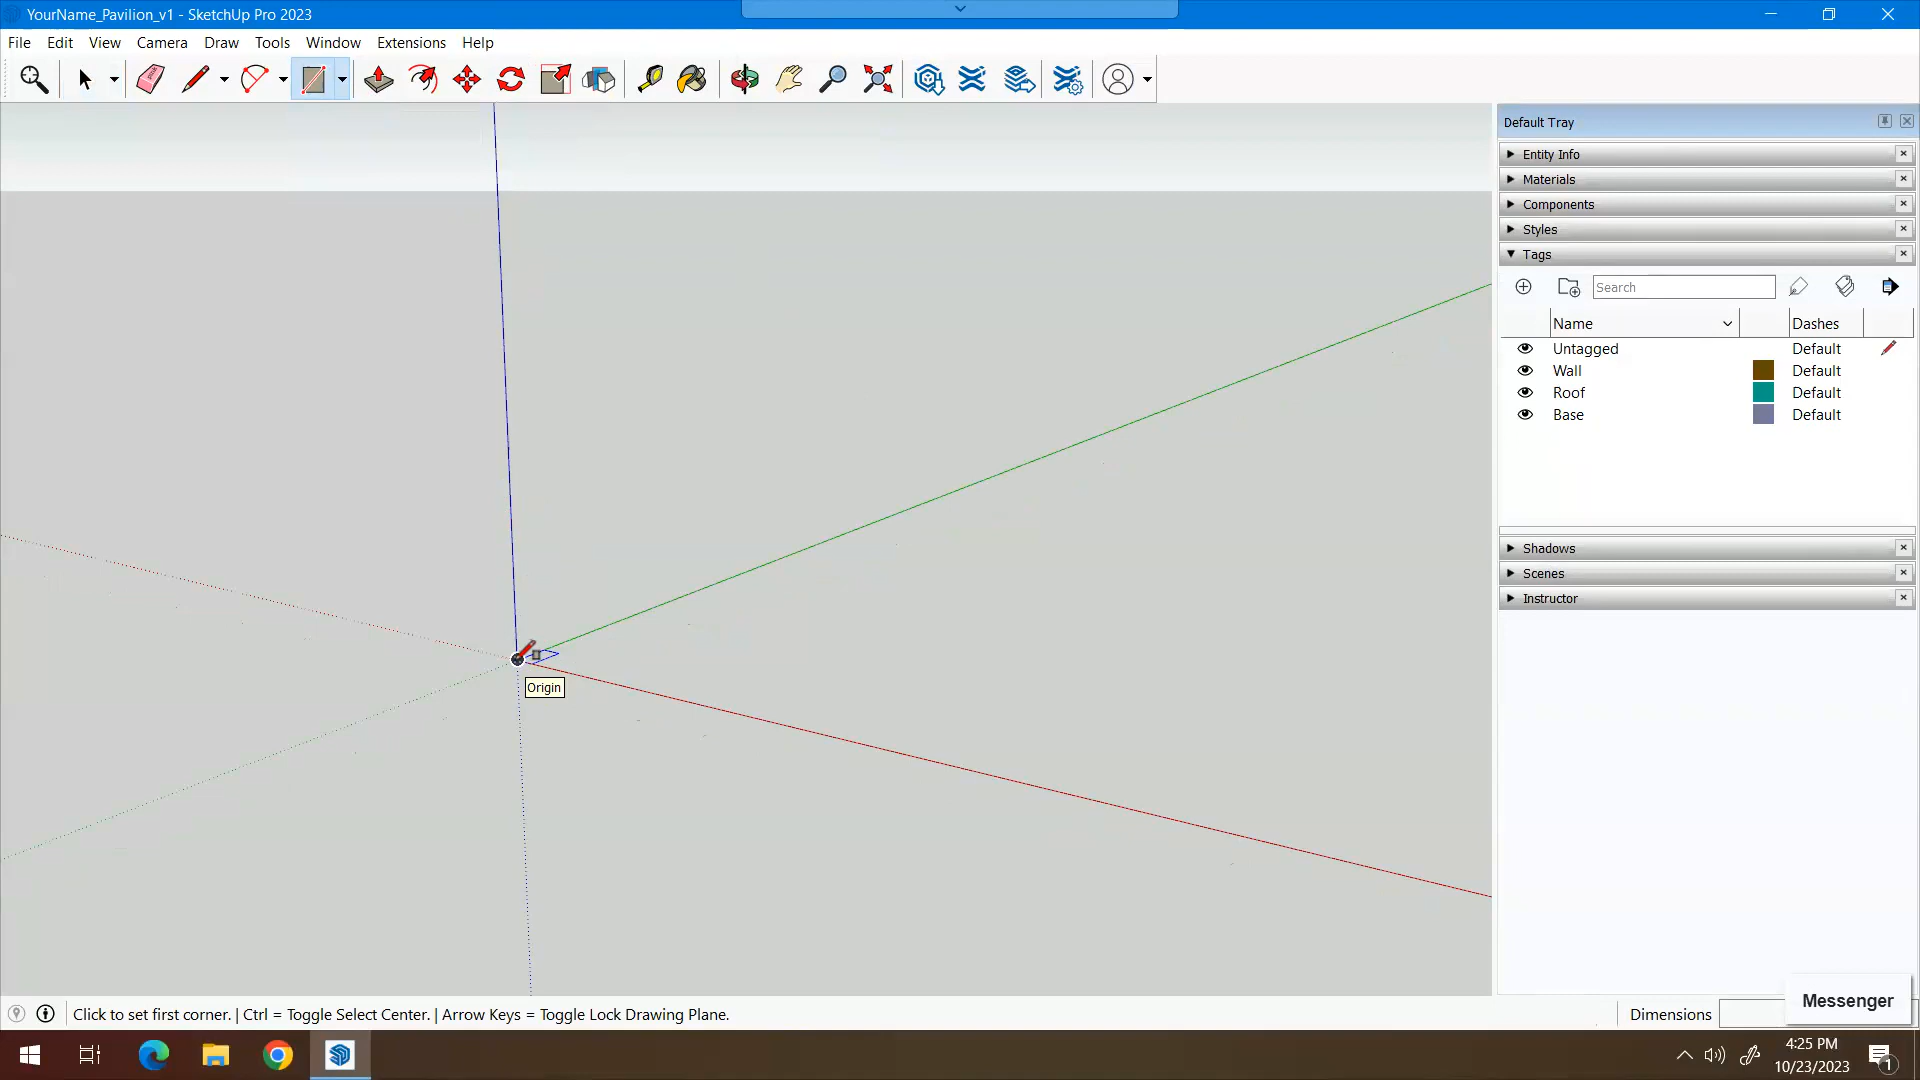 YourName_Pavilion_v1 - SketchUp Pro 2023
File Edit View Camera Draw Tools Window Extensions Help
Default Tray
Entity Info
Materials
Components
Styles
Tags
Search
Name Dashes
Untagged Default
Wall Default
Roof Default
Base Default
Shadows
Scenes
Instructor
Origin
Messenger
Click to set first corner. | Ctrl = Toggle Select Center. | Arrow Keys = Toggle Lock Drawing Plane.
Dimensions
4:25 PM
10/23/2023
1